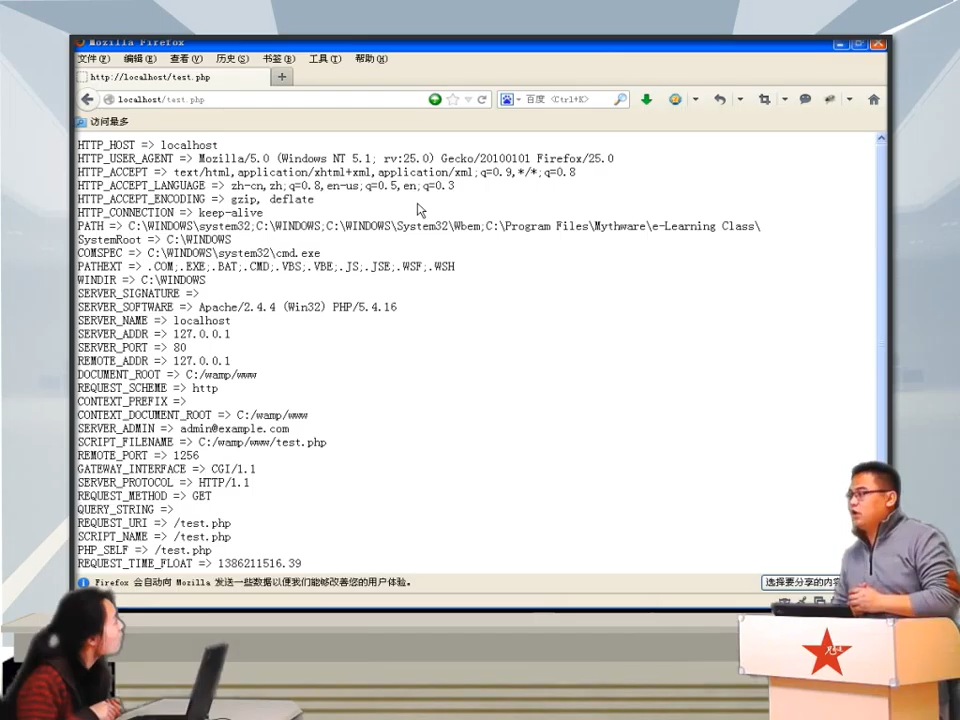 Mozilla Firefox
文件(F) 编辑(E) 查看(V) 历史(S) 书签(B) 工具(T) 帮助(H)
http://localhost/test.php +
localhost/test.php 百度 <Ctrl+K>
访问最多
HTTP_HOST => localhost
HTTP_USER_AGENT => Mozilla/5.0 (Windows NT 5.1; rv:25.0) Gecko/20100101 Firefox/25.0
HTTP_ACCEPT => text/html,application/xhtml+xml,application/xml;q=0.9,*/*;q=0.8
HTTP_ACCEPT_LANGUAGE => zh-cn,zh;q=0.8,en-us;q=0.5,en;q=0.3
HTTP_ACCEPT_ENCODING => gzip, deflate
HTTP_CONNECTION => keep-alive
PATH => C:\WINDOWS\system32;C:\WINDOWS;C:\WINDOWS\System32\Wbem;C:\Program Files\Mythware\e-Learning Class\
SystemRoot => C:\WINDOWS
COMSPEC => C:\WINDOWS\system32\cmd.exe
PATHEXT => .COM;.EXE;.BAT;.CMD;.VBS;.VBE;.JS;.JSE;.WSF;.WSH
WINDIR => C:\WINDOWS
SERVER_SIGNATURE =>
SERVER_SOFTWARE => Apache/2.4.4 (Win32) PHP/5.4.16
SERVER_NAME => localhost
SERVER_ADDR => 127.0.0.1
SERVER_PORT => 80
REMOTE_ADDR => 127.0.0.1
DOCUMENT_ROOT => C:/wamp/www
REQUEST_SCHEME => http
CONTEXT_PREFIX =>
CONTEXT_DOCUMENT_ROOT => C:/wamp/www
SERVER_ADMIN => admin@example.com
SCRIPT_FILENAME => C:/wamp/www/test.php
REMOTE_PORT => 1256
GATEWAY_INTERFACE => CGI/1.1
SERVER_PROTOCOL => HTTP/1.1
REQUEST_METHOD => GET
QUERY_STRING =>
REQUEST_URI => /test.php
SCRIPT_NAME => /test.php
PHP_SELF => /test.php
REQUEST_TIME_FLOAT => 1386211516.39
Firefox 会自动向 Mozilla 发送一些数据以便我们能够改善您的用户体验。 选择要分享的内容